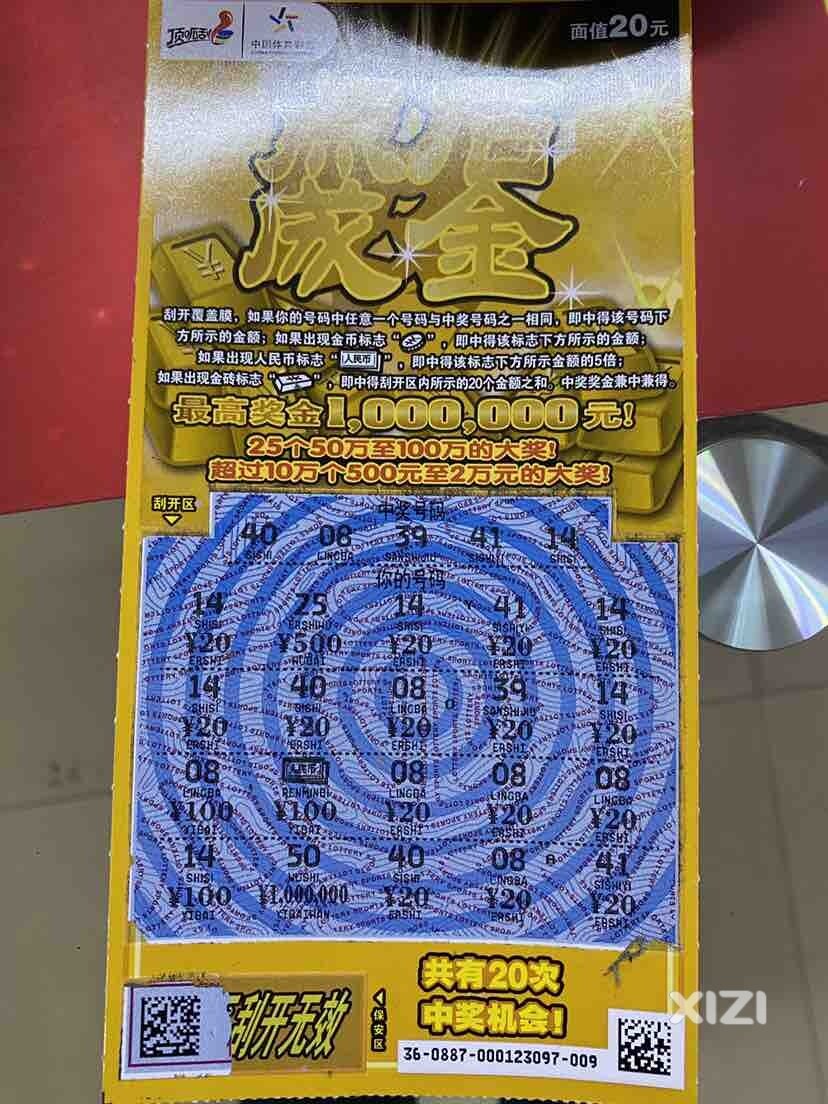 顶呱刮
中国体育彩票
面值20元
藏金
刮开覆盖膜，如果你的号码中任意一个号码与中奖号码之一相同，即中得该号码下
方所示的金额；如果出现金币标志“ ”，即中得该标志下方所示的金额；
如果出现人民币标志“人民币”，即中得该标志下方所示金额的5倍；
如果出现金砖标志“ ”，即中得刮开区内所示的20个金额之和。中奖奖金兼中兼得。
最高奖金1,000,000元！
25个50万至100万的大奖！
超过10万个500元至2万元的大奖！
刮开区
中奖号码
40 08 39 41 14
SISHI LINGBA SANSHIJIU SISHIYI SHISI
你的号码
14 25 14 41 14
SHISI ERSHIWU SHISI SISHIYI SHISI
¥20 ¥500 ¥20 ¥20 ¥20
ERSHI WUBAI ERSHI ERSHI ERSHI
14 40 08 39 14
SHISI SISHI LINGBA SANSHIJIU SHISI
¥20 ¥20 ¥20 ¥20 ¥20
ERSHI ERSHI ERSHI ERSHI ERSHI
08 人民币 08 08 08
LINGBA RENMINBI LINGBA LINGBA LINGBA
¥100 ¥100 ¥20 ¥20 ¥20
YIBAI YIBAI ERSHI ERSHI ERSHI
14 50 40 08 41
SHISI WUSHI SISHI LINGBA SISHIYI
¥100 ¥1,000,000 ¥20 ¥20 ¥20
YIBAI YIBAIWAN ERSHI ERSHI ERSHI
刮开无效
保安区
共有20次
中奖机会！
36-0887-000123097-009
XIZI